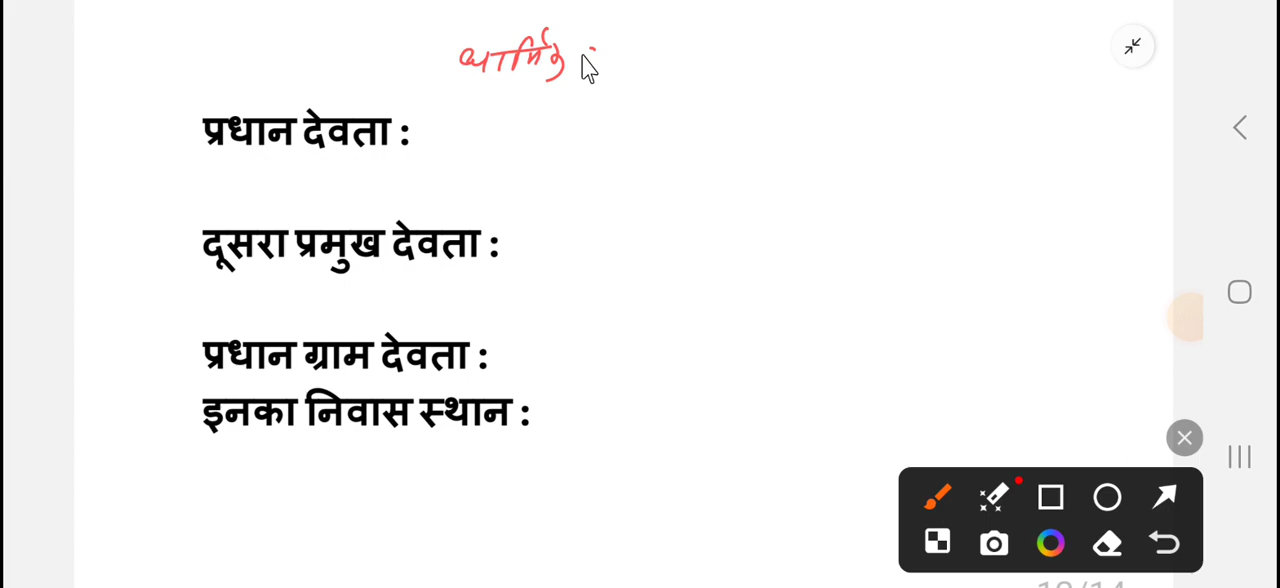 धार्मिक
प्रधान देवता :
दूसरा प्रमुख देवता :
प्रधान ग्राम देवता :
इनका निवास स्थान :